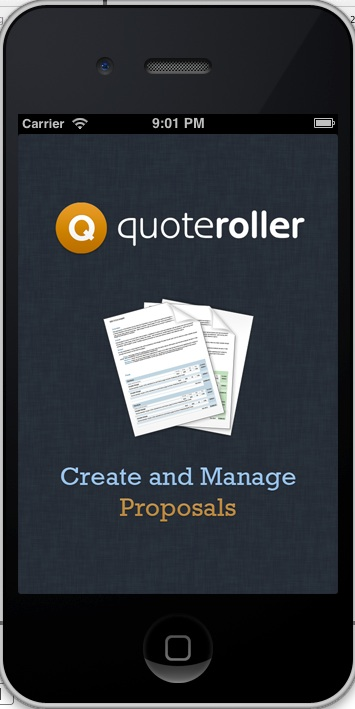 Carrier 9:01 PM
Q quoteroller
Create and Manage
Proposals